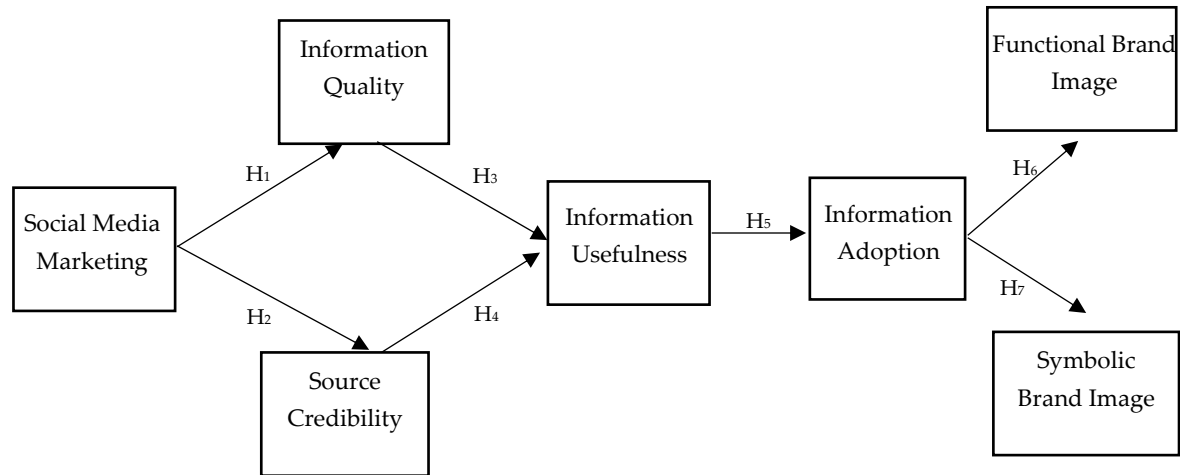 Information
Quality
Functional Brand
Image
H1
H3
H6
Social Media
Marketing
Information
Usefulness
H5
Information
Adoption
H2
H4
H7
Source
Credibility
Symbolic
Brand Image